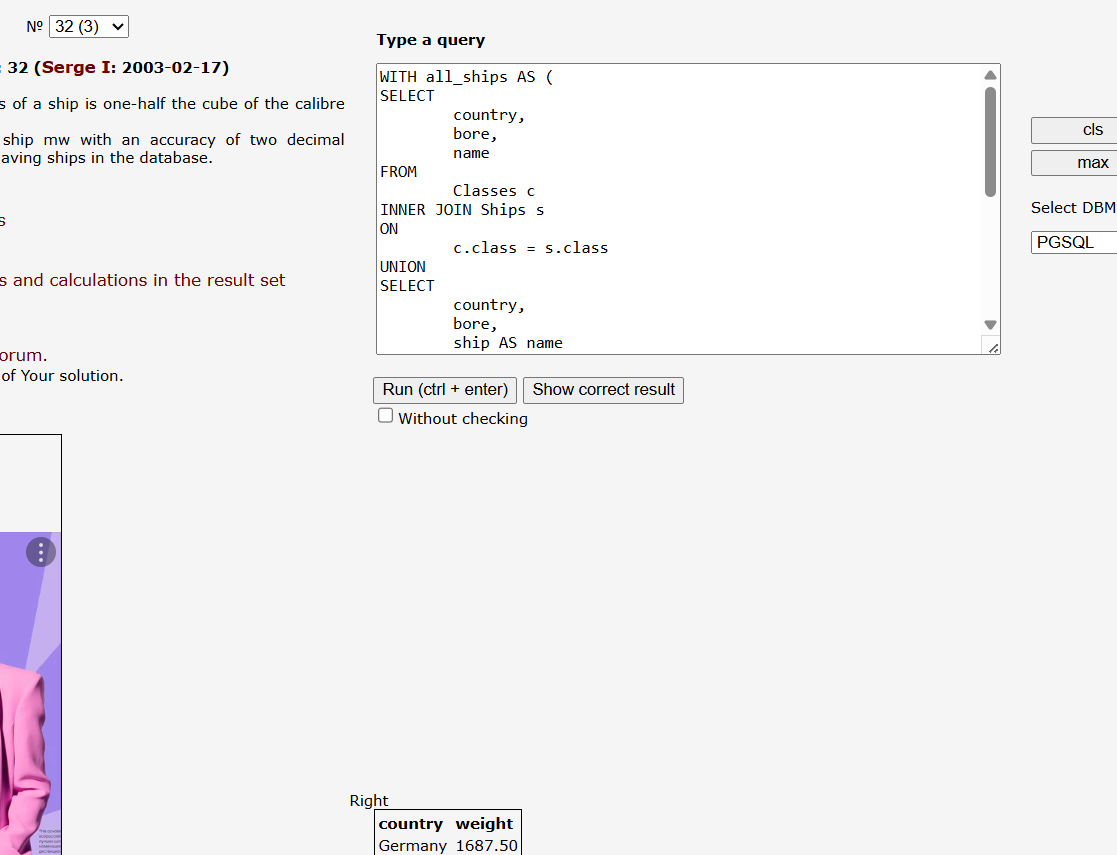 № 32 (3)
: 32 (Serge I: 2003-02-17)
s of a ship is one-half the cube of the calibre
ship mw with an accuracy of two decimal
aving ships in the database.
s
s and calculations in the result set
orum.
of Your solution.
Type a query
WITH all_ships AS (
SELECT
country,
bore,
name
FROM
Classes c
INNER JOIN Ships s
ON
c.class = s.class
UNION
SELECT
country,
bore,
ship AS name
Run (ctrl + enter) Show correct result
Without checking
cls
max
Select DBM
PGSQL
Right
country weight
Germany 1687.50